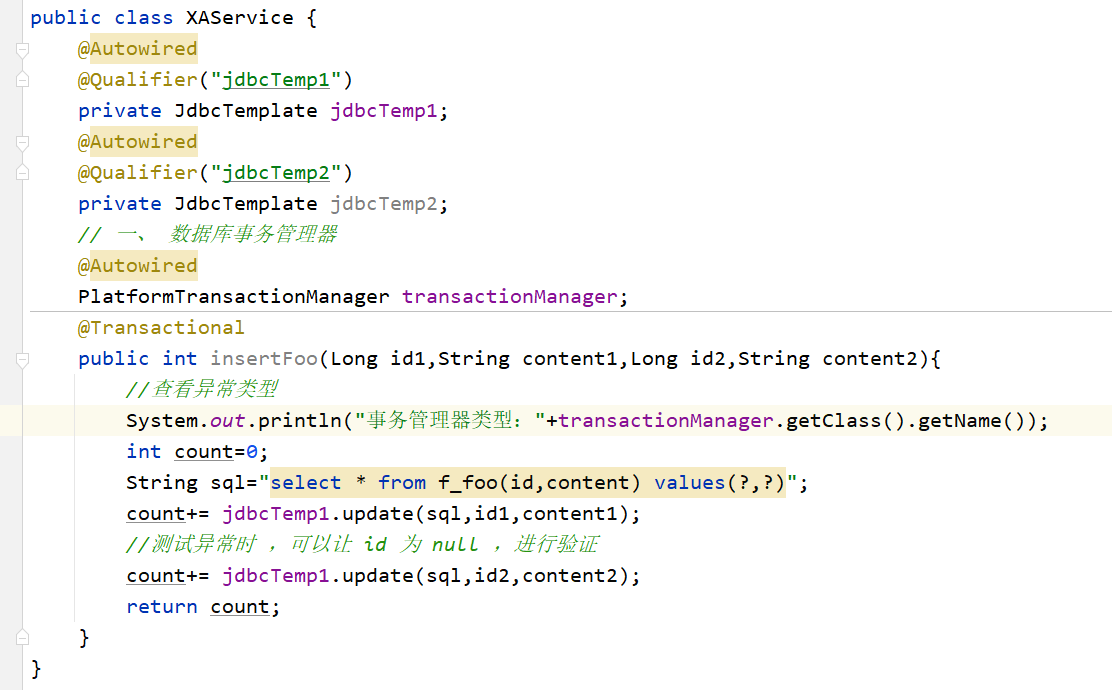 public class XAService {
@Autowired
@Qualifier("jdbcTemp1")
private JdbcTemplate jdbcTemp1;
@Autowired
@Qualifier("jdbcTemp2")
private JdbcTemplate jdbcTemp2;
// 一、 数据库事务管理器
@Autowired
PlatformTransactionManager transactionManager;
@Transactional
public int insertFoo(Long id1,String content1,Long id2,String content2){
//查看异常类型
System.out.println("事务管理器类型："+transactionManager.getClass().getName());
int count=0;
String sql="select * from f_foo(id,content) values(?,?)";
count+= jdbcTemp1.update(sql,id1,content1);
//测试异常时 ，可以让 id 为 null ，进行验证
count+= jdbcTemp1.update(sql,id2,content2);
return count;
}
}